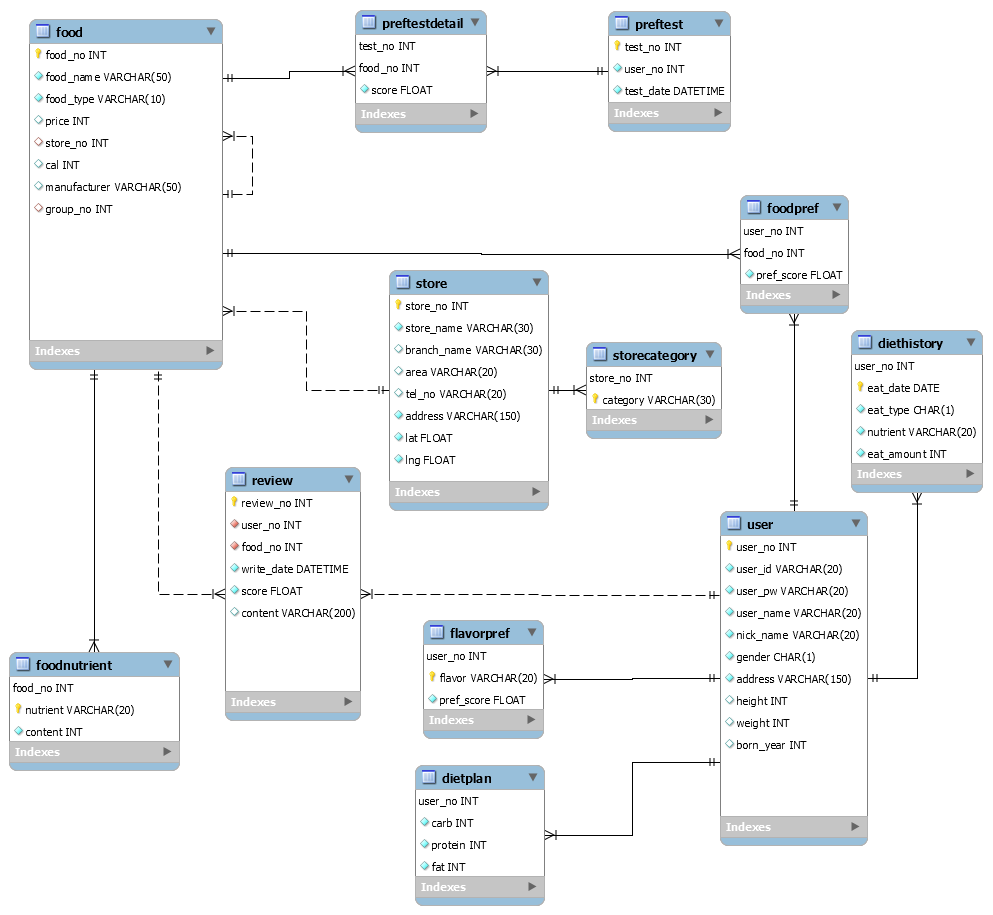 food
food_no INT
food_name VARCHAR(50)
food_type VARCHAR(10)
price INT
store_no INT
cal INT
manufacturer VARCHAR(50)
group_no INT
Indexes
preftestdetail
test_no INT
food_no INT
score FLOAT
Indexes
preftest
test_no INT
user_no INT
test_date DATETIME
Indexes
foodpref
user_no INT
food_no INT
pref_score FLOAT
Indexes
store
store_no INT
store_name VARCHAR(30)
branch_name VARCHAR(30)
area VARCHAR(20)
tel_no VARCHAR(20)
address VARCHAR(150)
lat FLOAT
lng FLOAT
Indexes
storecategory
store_no INT
category VARCHAR(30)
Indexes
diethistory
user_no INT
eat_date DATE
eat_type CHAR(1)
nutrient VARCHAR(20)
eat_amount INT
Indexes
review
review_no INT
user_no INT
food_no INT
write_date DATETIME
score FLOAT
content VARCHAR(200)
Indexes
user
user_no INT
user_id VARCHAR(20)
user_pw VARCHAR(20)
user_name VARCHAR(20)
nick_name VARCHAR(20)
gender CHAR(1)
address VARCHAR(150)
height INT
weight INT
born_year INT
Indexes
flavorpref
user_no INT
flavor VARCHAR(20)
pref_score FLOAT
Indexes
foodnutrient
food_no INT
nutrient VARCHAR(20)
content INT
Indexes
dietplan
user_no INT
carb INT
protein INT
fat INT
Indexes